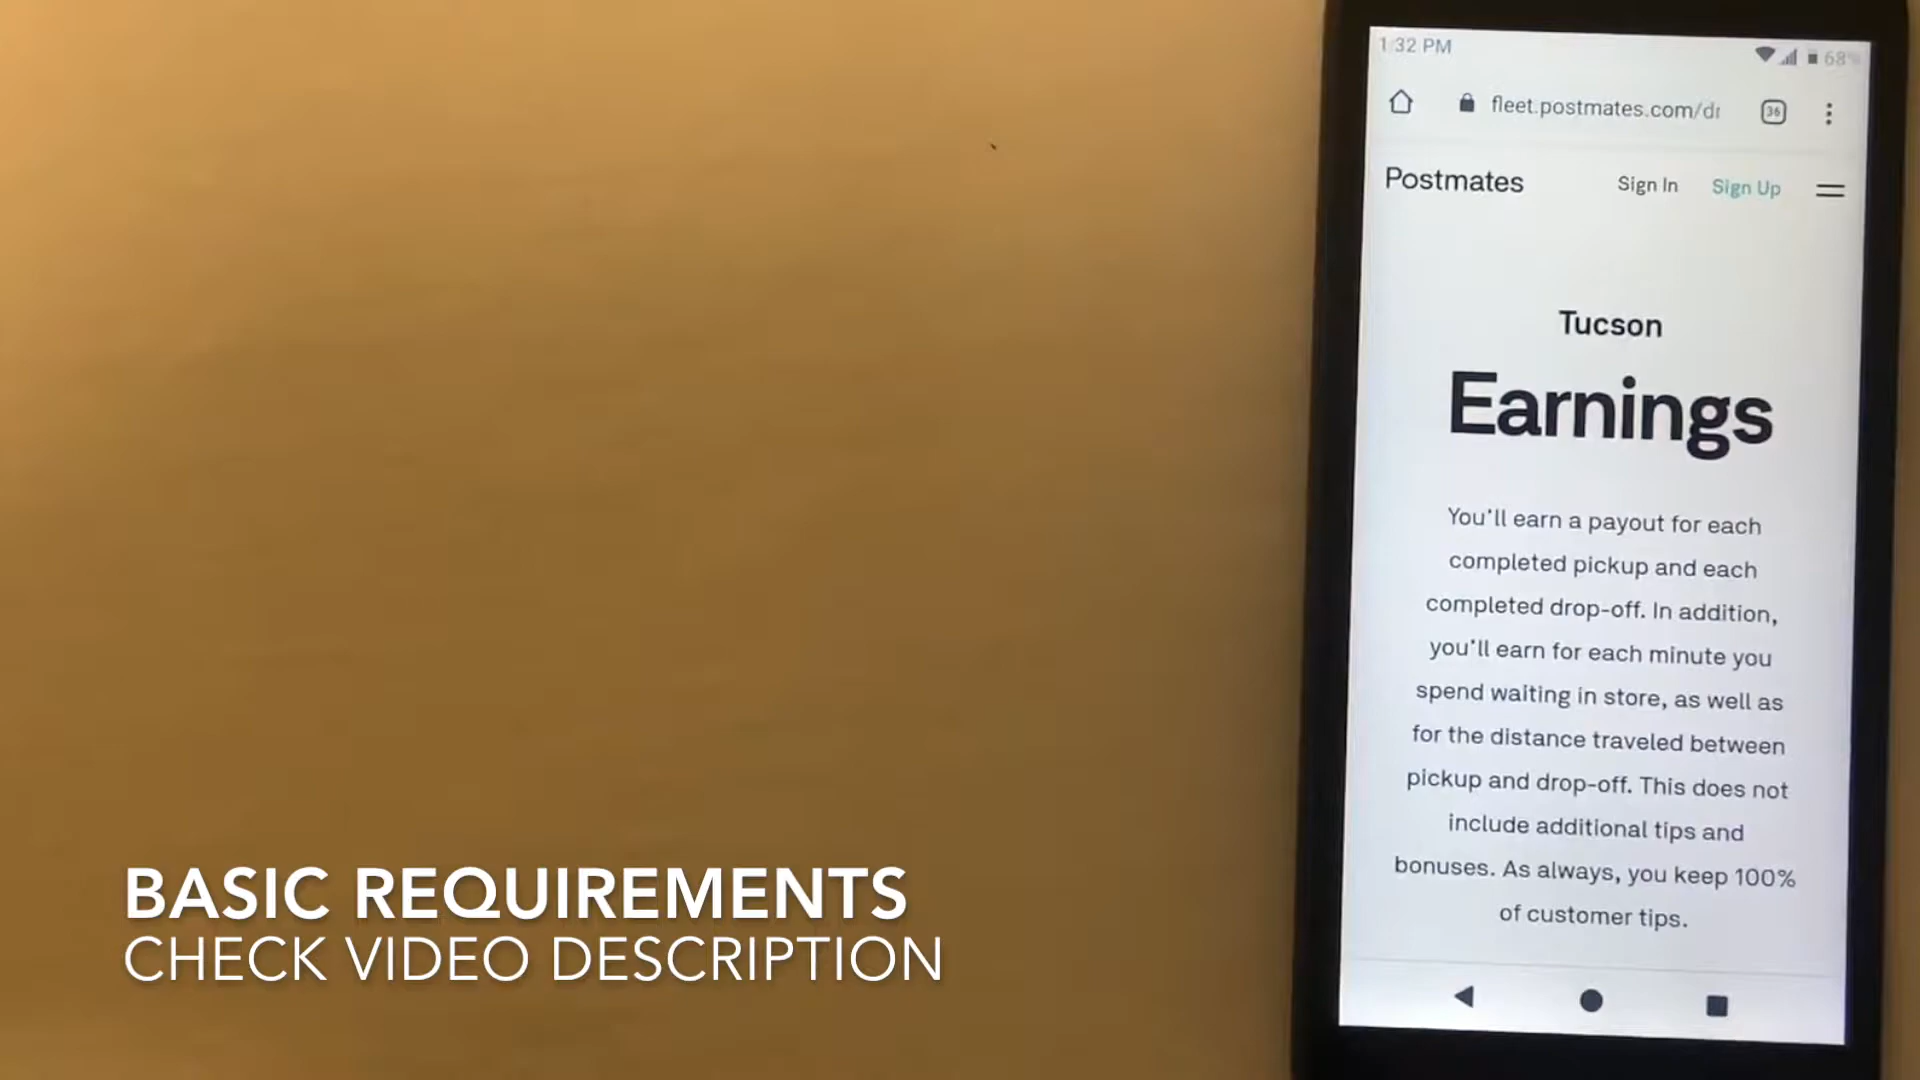 1:32 PM
68%
fleet.postmates.com/dr
36
Postmates
Sign In
Sign Up
Tucson
Earnings
You'll earn a payout for each
completed pickup and each
completed drop-off. In addition,
you'll earn for each minute you
spend waiting in store, as well as
for the distance traveled between
pickup and drop-off. This does not
include additional tips and
bonuses. As always, you keep 100%
of customer tips.
BASIC REQUIREMENTS
CHECK VIDEO DESCRIPTION